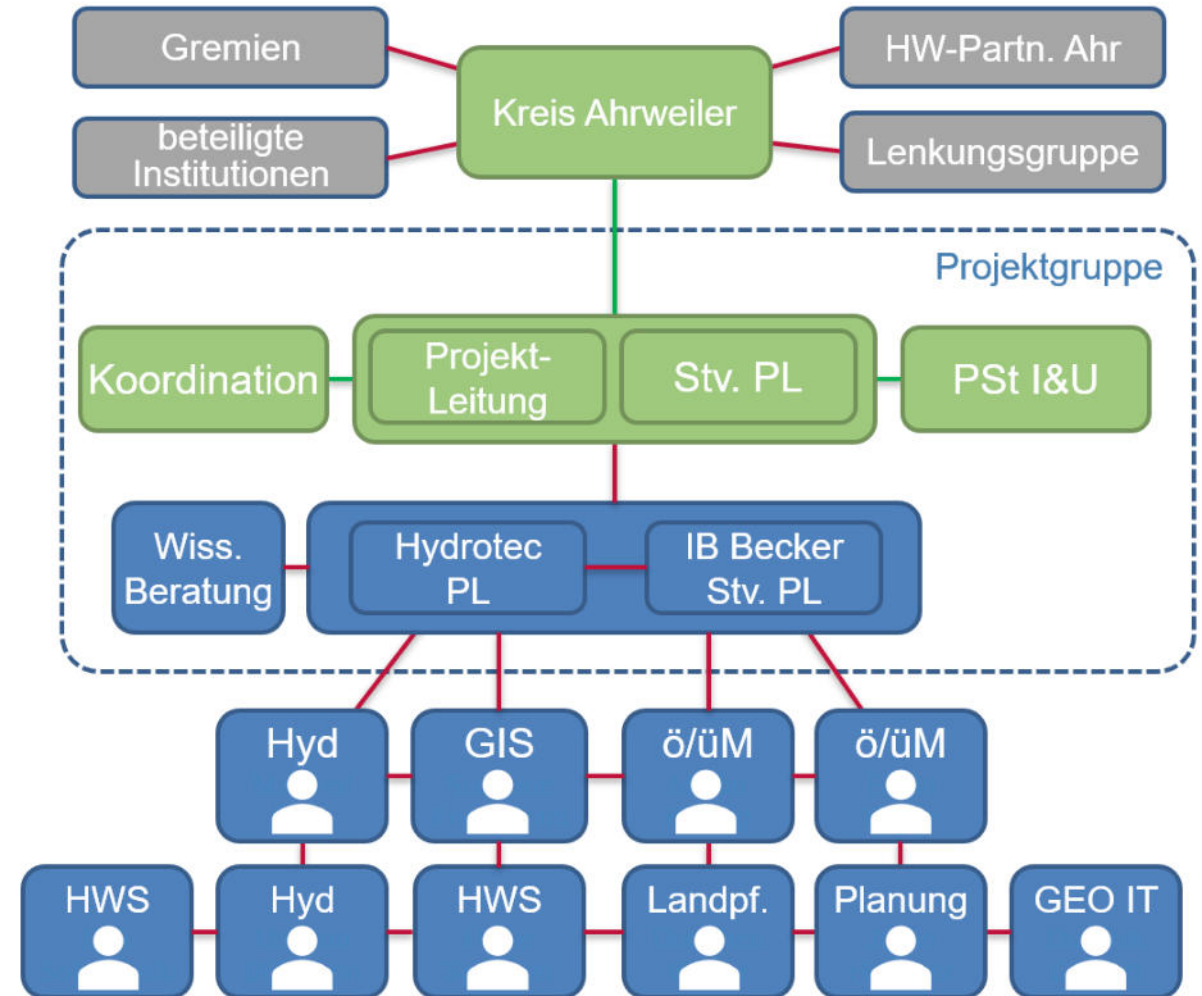 Gremien
HW-Partn. Ahr
Kreis Ahrweiler
beteiligte
Institutionen
Lenkungsgruppe
Projektgruppe
Koordination
Projekt-
Leitung
Stv. PL
PSt I&U
Wiss.
Beratung
Hydrotec
PL
IB Becker
Stv. PL
Hyd
GIS
ö/üM
ö/üM
HWS
Hyd
HWS
Landpf.
Planung
GEO IT